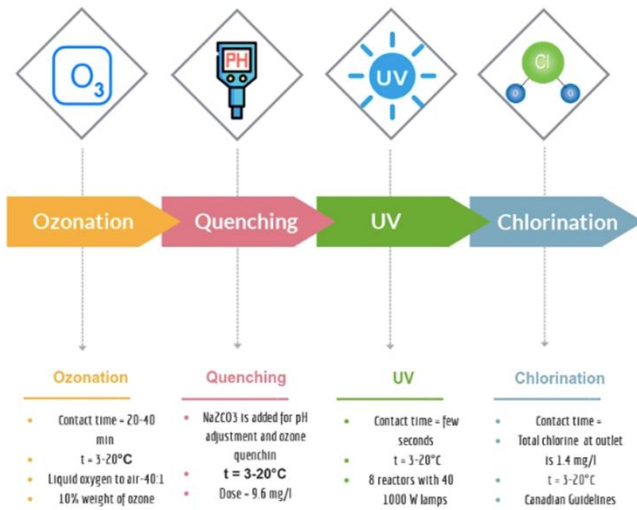 O3
PH
UV
Cl
Ozonation
Quenching
UV
Chlorination
Ozonation
Contact time = 20-40
min
t = 3-20°C
Liquid oxygen to air-40:1
10% weight of ozone
Quenching
Na2CO3 is added for pH
adjustment and ozone
quenchin
t = 3-20°C
Dose = 9.6 mg/l
UV
Contact time = few
seconds
t = 3-20°C
8 reactors with 40
1000 W lamps
Chlorination
Contact time =
Total chlorine at outlet
is 1.4 mg/l
t = 3-20°C
Canadian Guidelines